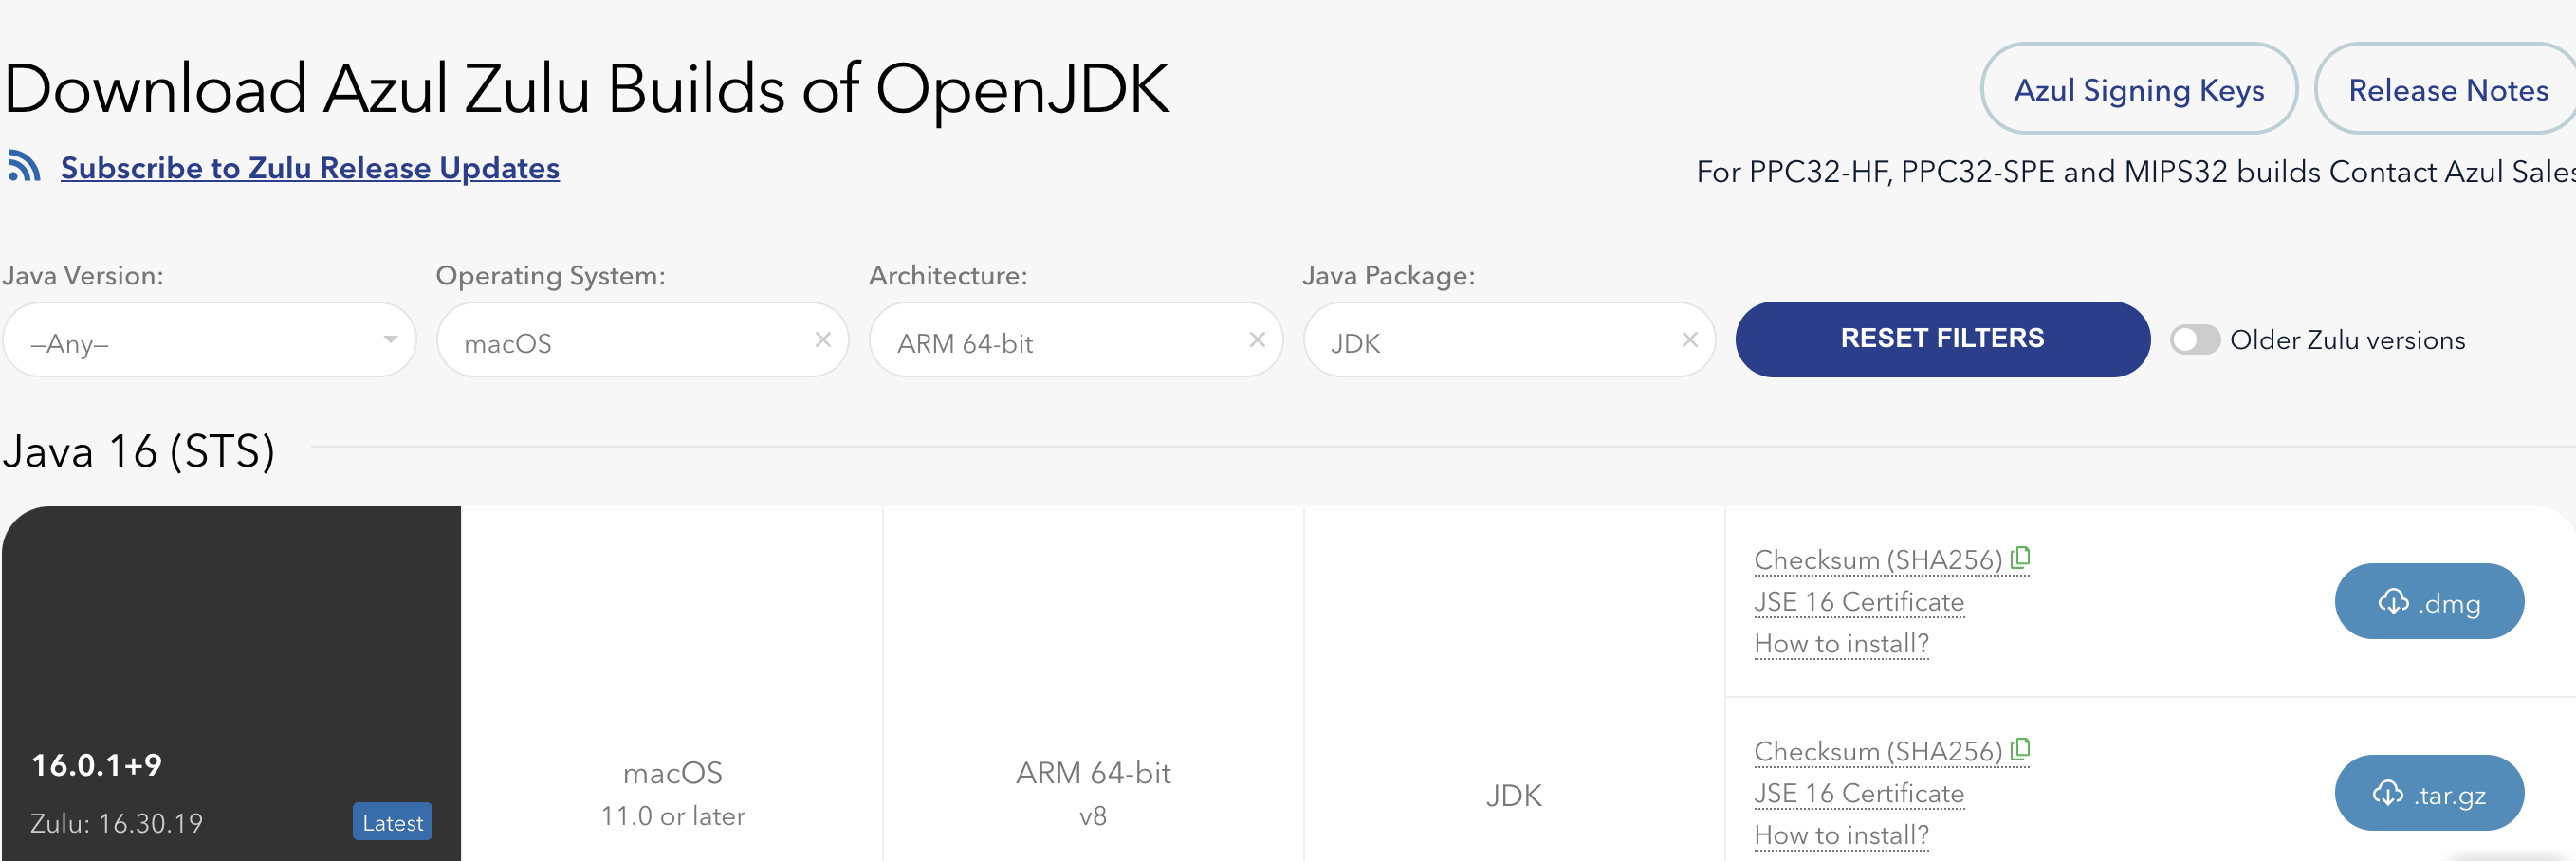 Download Azul Zulu Builds of OpenJDK
Azul Signing Keys
Release Notes
Subscribe to Zulu Release Updates
For PPC32-HF, PPC32-SPE and MIPS32 builds Contact Azul Sales
Java Version:
Operating System:
Architecture:
Java Package:
–Any–
macOS
ARM 64-bit
JDK
RESET FILTERS
Older Zulu versions
Java 16 (STS)
16.0.1+9
Zulu: 16.30.19
Latest
macOS
11.0 or later
ARM 64-bit
v8
JDK
Checksum (SHA256)
JSE 16 Certificate
How to install?
.dmg
Checksum (SHA256)
JSE 16 Certificate
How to install?
.tar.gz